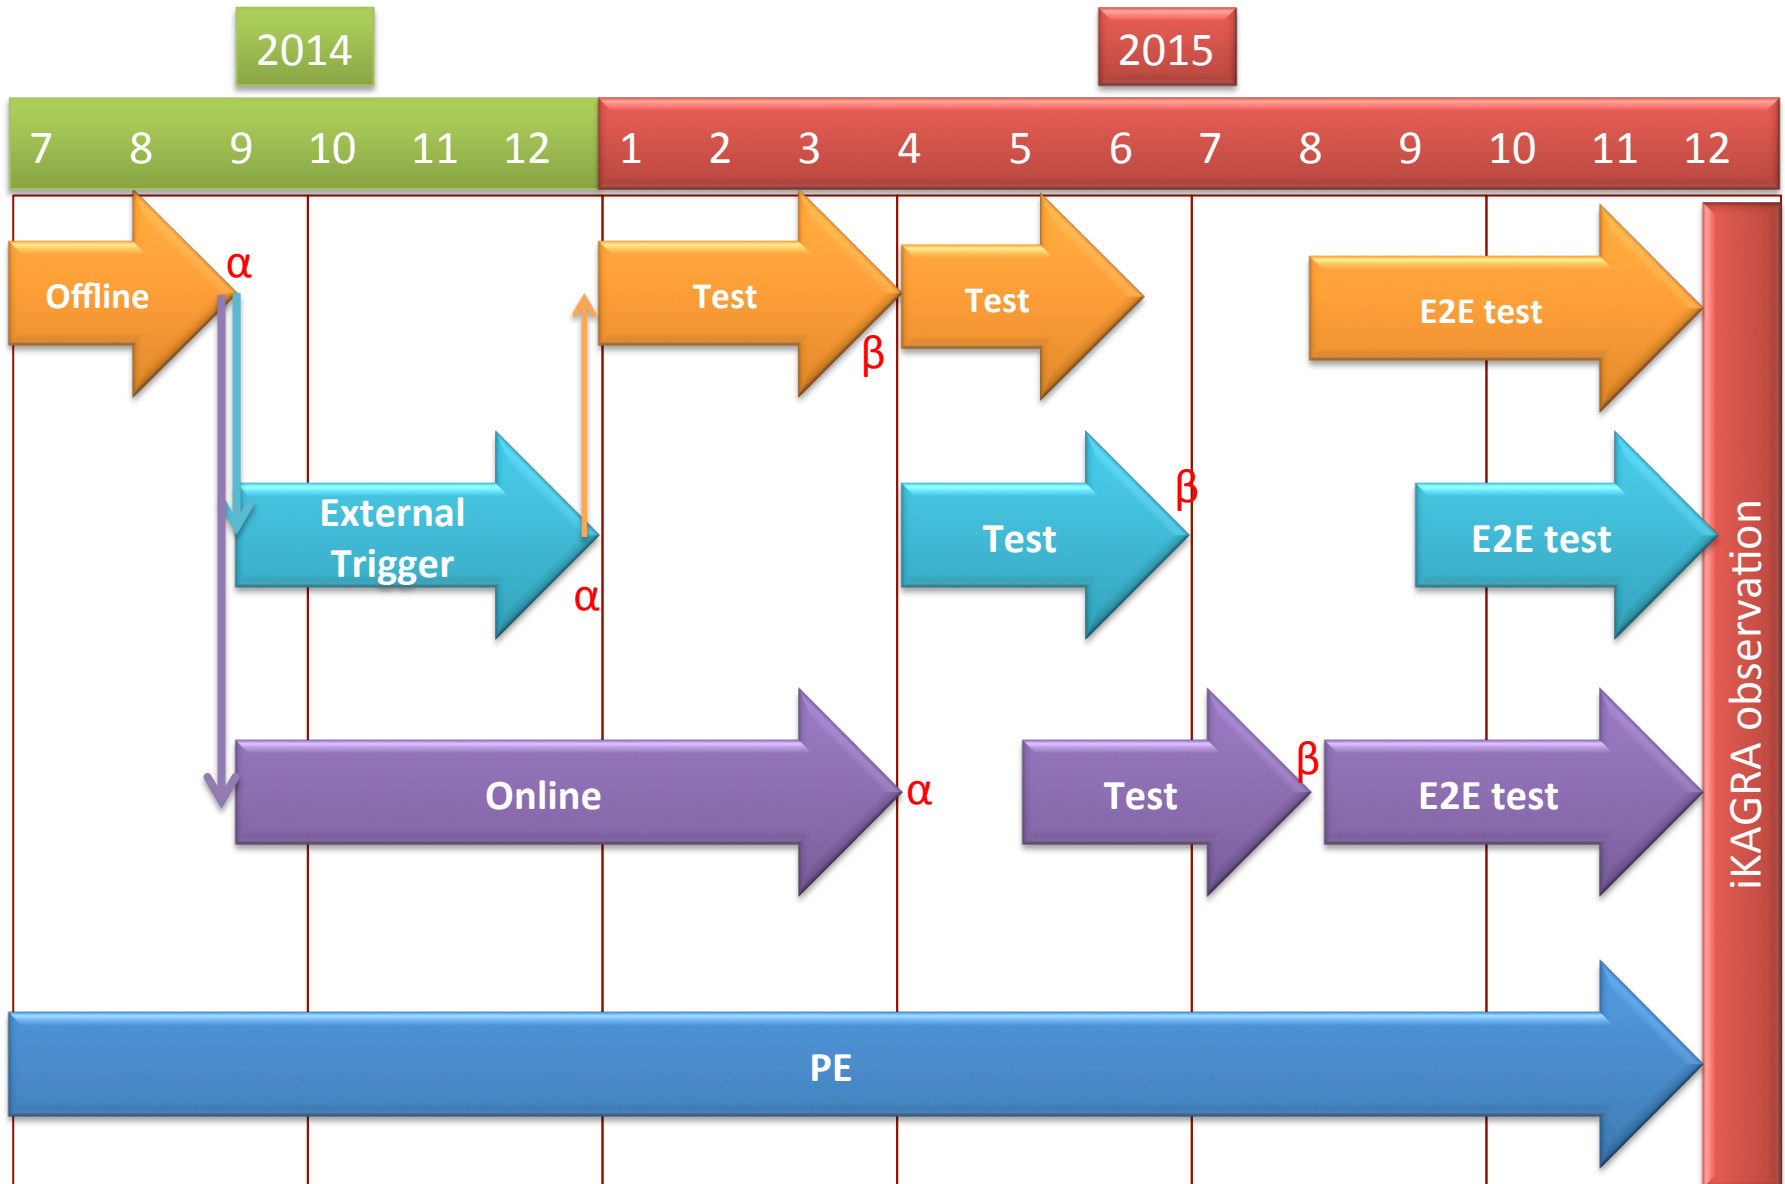 2014
2015
7 8 9 10 11 12 1 2 3 4 5 6 7 8 9 10 11 12
Offline
α
Test
β
Test
E2E test
External
Trigger
α
Test
β
E2E test
Online
α
Test
β
E2E test
PE
iKAGRA observation